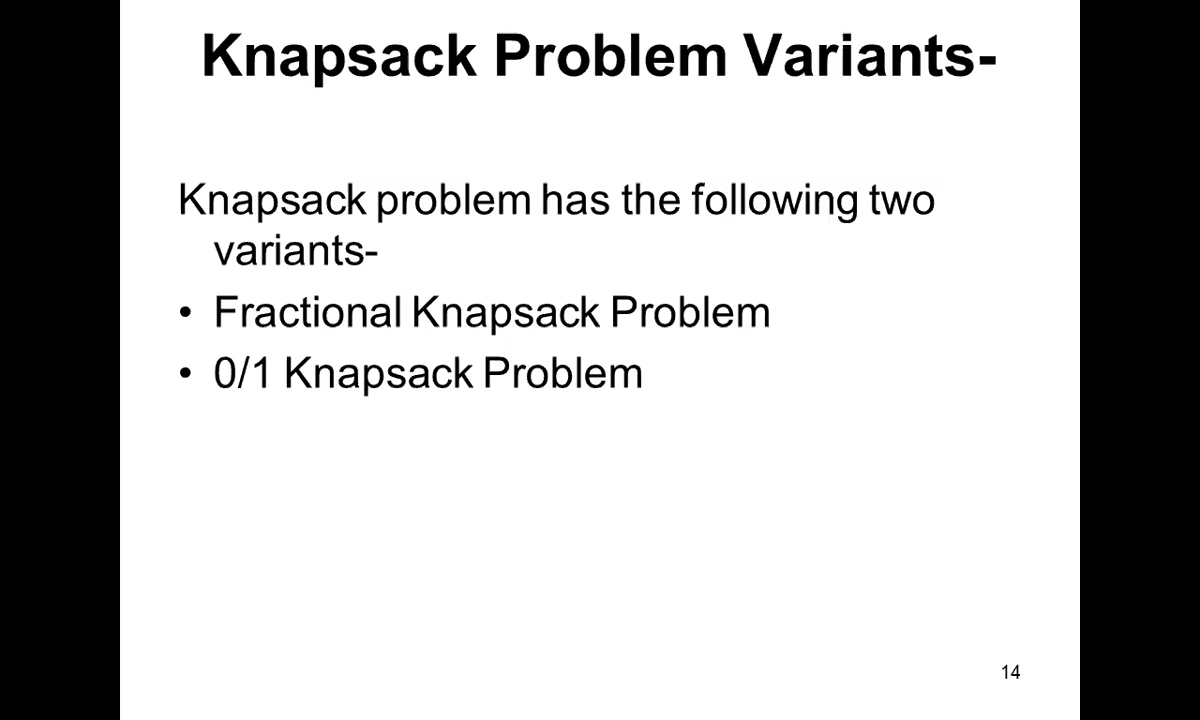 Knapsack Problem Variants-
Knapsack problem has the following two
variants-
• Fractional Knapsack Problem
• 0/1 Knapsack Problem
14